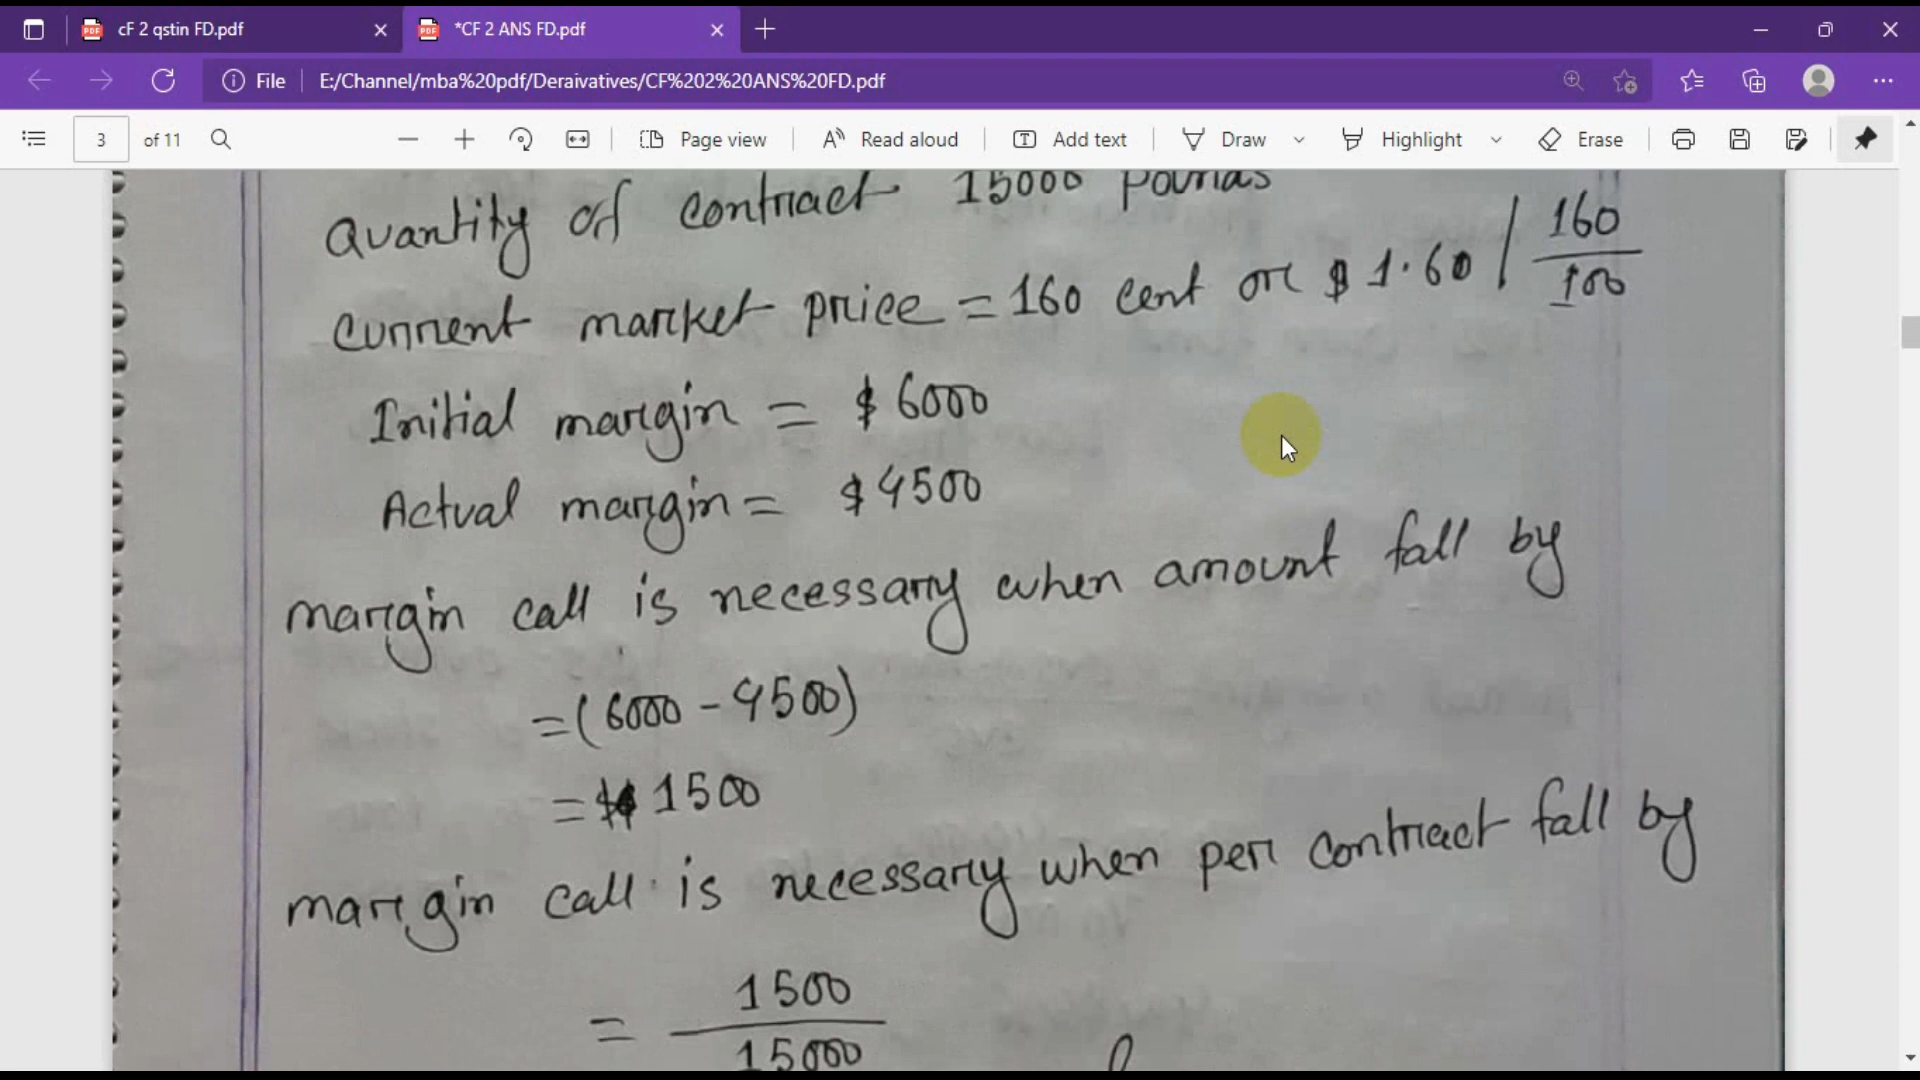 cF 2 qstin FD.pdf
*CF 2 ANS FD.pdf
File
E:/Channel/mba%20pdf/Deraivatives/CF%202%20ANS%20FD.pdf
3 of 11
Page view
Read aloud
Add text
Draw
Highlight
Erase
Quantity of contract 15000 pounds
Current market price = 160 cent or $ 1.60 / 160
100
Initial margin = $ 6000
Actual margin = $4500
margin call is necessary when amount fall by
= (6000 - 4500)
= $ 1500
margin call is necessary when per contract fall by
= 1500
15000